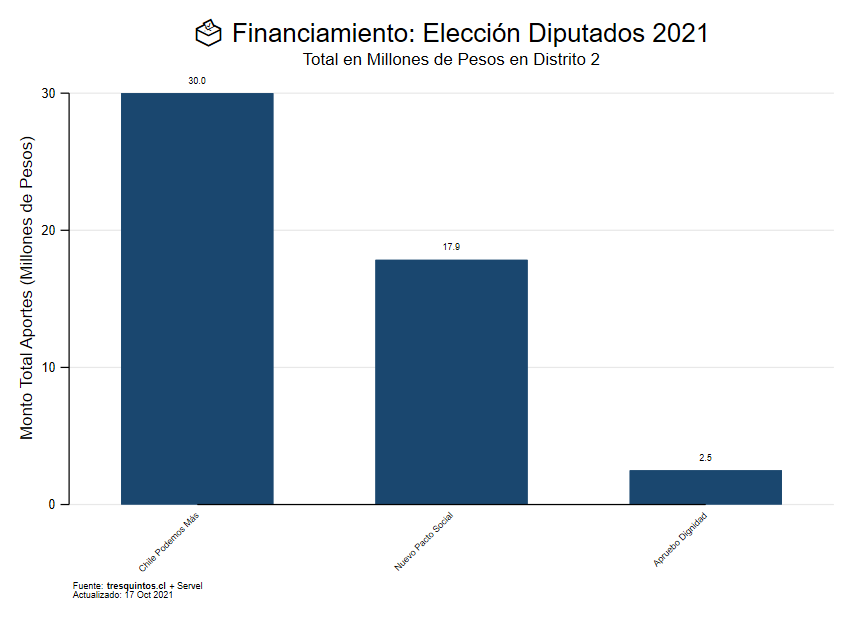 Financiamiento: Elección Diputados 2021
Total en Millones de Pesos en Distrito 2
Monto Total Aportes (Millones de Pesos)
30
20
10
0
30.0
17.9
2.5
Chile Podemos Más
Nuevo Pacto Social
Apruebo Dignidad
Fuente: tresquintos.cl + Servel
Actualizado: 17 Oct 2021